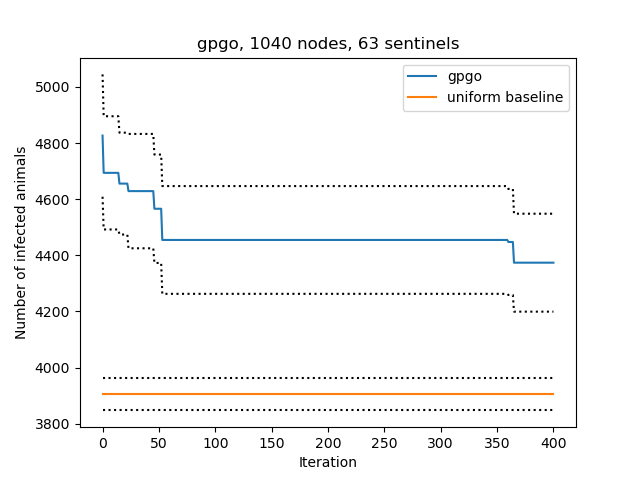 gpgo, 1040 nodes, 63 sentinels
gpgo
uniform baseline
Number of infected animals
5000
4800
4600
4400
4200
4000
3800
0 50 100 150 200 250 300 350 400
Iteration